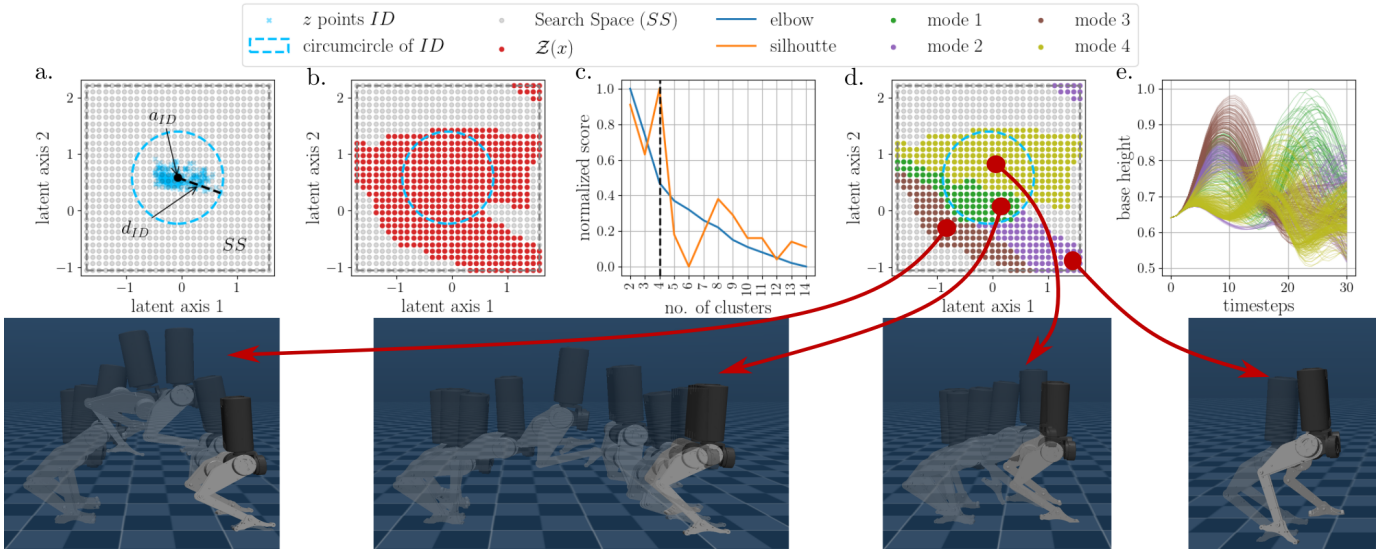 z points ID
Search Space (SS)
elbow
mode 1
mode 3
circumcircle of ID
Z(x)
silhoutte
mode 2
mode 4
a.
b.
c.
d.
e.
latent axis 2
2
1
0
−1
a_ID
d_ID
SS
−1
0
1
latent axis 1
latent axis 2
2
1
0
−1
−1
0
1
latent axis 1
normalized score
1.0
0.8
0.6
0.4
0.2
0.0
2
3
4
5
6
7
8
9
10
11
12
13
14
no. of clusters
latent axis 2
2
1
0
−1
−1
0
1
latent axis 1
base height
1.0
0.9
0.8
0.7
0.6
0.5
0
10
20
30
timesteps